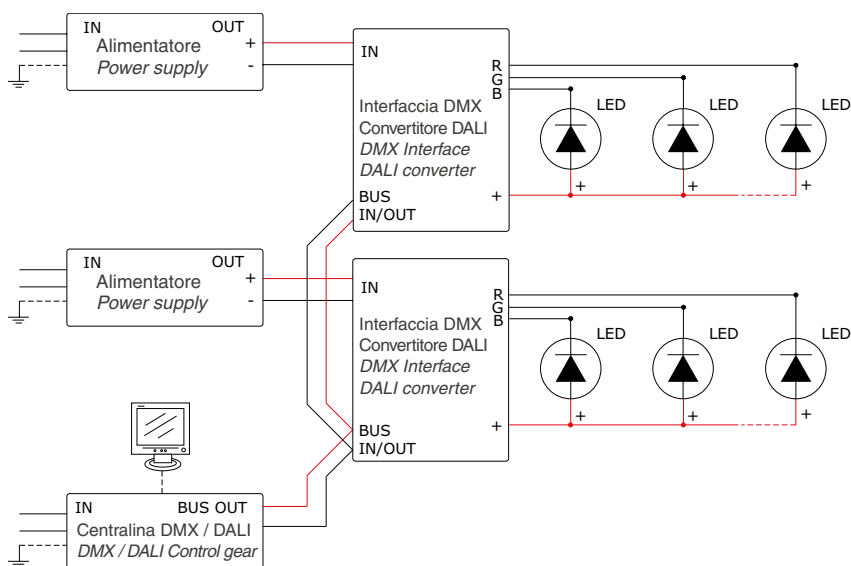 IN OUT
Alimentatore
Power supply
+
-
IN
Interfaccia DMX
Convertitore DALI
DMX Interface
DALI converter
BUS
IN/OUT
R
G
B
+
LED
LED
LED
+
+
+
IN OUT
Alimentatore
Power supply
+
-
IN
Interfaccia DMX
Convertitore DALI
DMX Interface
DALI converter
BUS
IN/OUT
R
G
B
+
LED
LED
LED
+
+
+
IN BUS OUT
Centralina DMX / DALI
DMX / DALI Control gear